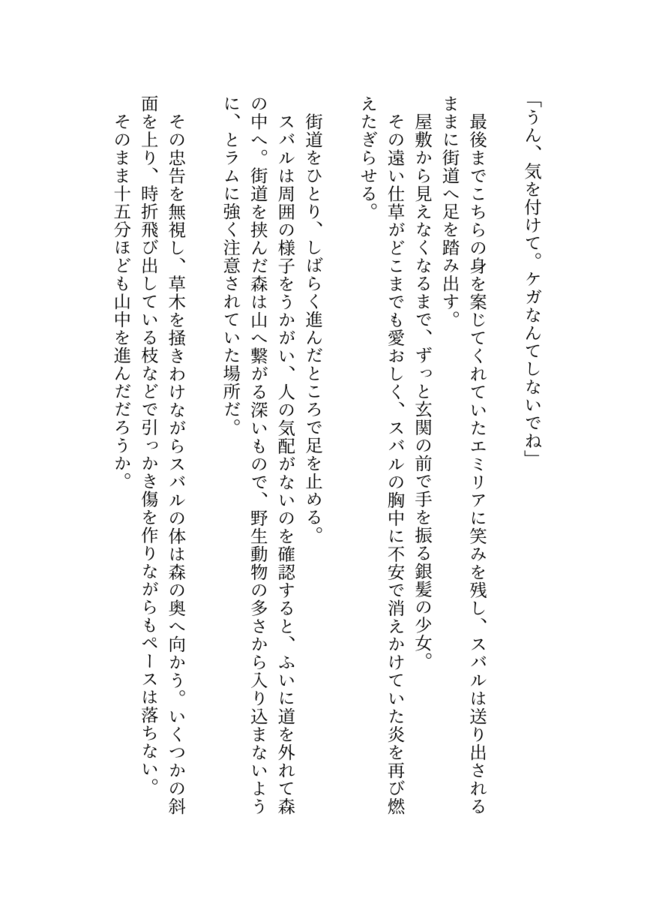 「うん、気を付けて。ケガなんてしないでね」
最後までこちらの身を案じてくれていたエミリアに笑みを残し、スバルは送り出される
ままに街道へ足を踏み出す。
屋敷から見えなくなるまで、ずっと玄関の前で手を振る銀髪の少女。
その遠い仕草がどこまでも愛おしく、スバルの胸中に不安で消えかけていた炎を再び燃
えたぎらせる。
街道をひとり、しばらく進んだところで足を止める。
スバルは周囲の様子をうかがい、人の気配がないのを確認すると、ふいに道を外れて森
の中へ。街道を挟んだ森は山へ繋がる深いもので、野生動物の多さから入り込まないよう
に、とラムに強く注意されていた場所だ。
その忠告を無視し、草木を掻きわけながらスバルの体は森の奥へ向かう。いくつかの斜
面を上り、時折飛び出している枝などで引っかき傷を作りながらもペースは落ちない。
そのまま十五分ほども山中を進んだだろうか。